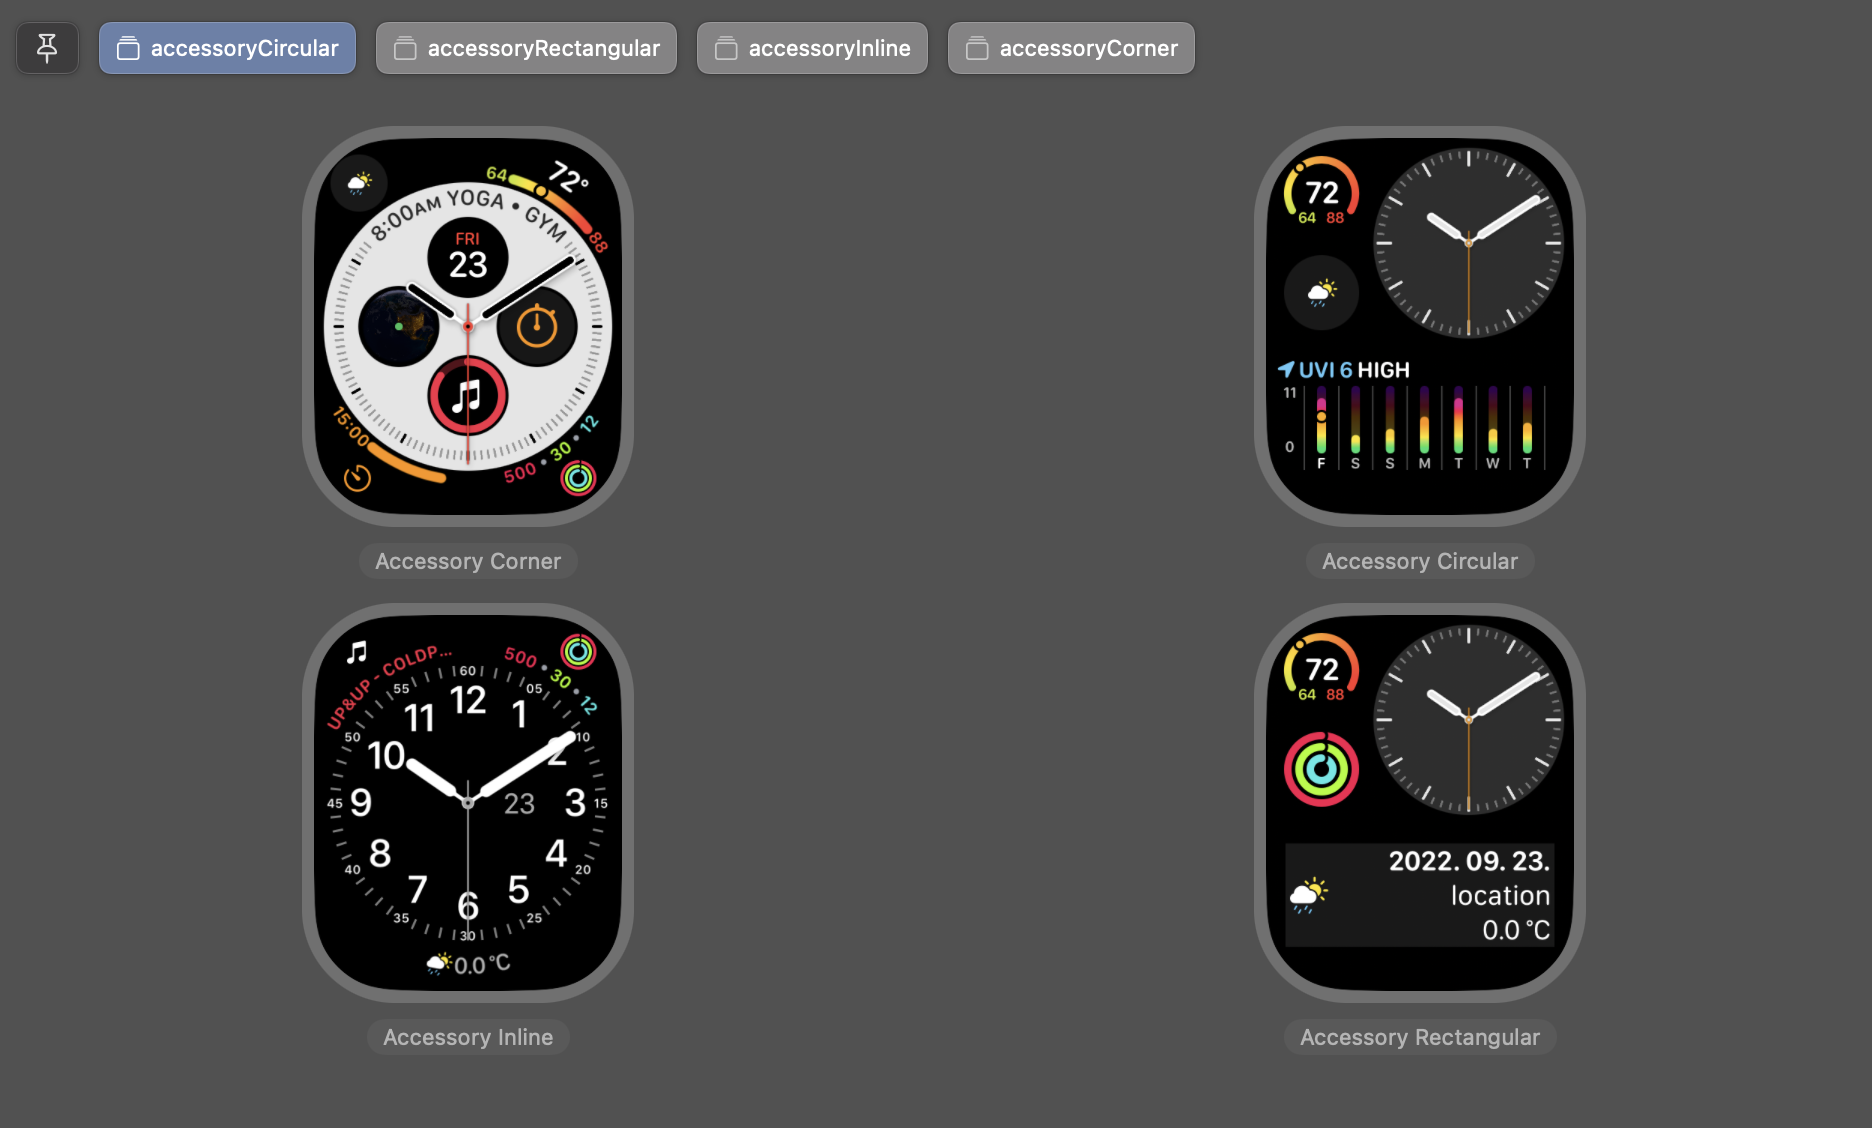 accessoryCircular
accessoryRectangular
accessoryInline
accessoryCorner
64
72°
88
8:00AM YOGA • GYM
FRI
23
15:00
500 • 30 • 12
Accessory Corner
72
64 88
UVI 6 HIGH
11
0
F S S M T W T
Accessory Circular
UP&UP - COLDP...
500 • 30 • 12
60
05
10
15
20
25
30
35
40
45
50
55
12
1
2
3
4
5
6
7
8
9
10
11
23
0.0 °C
Accessory Inline
72
64 88
2022. 09. 23.
location
0.0 °C
Accessory Rectangular